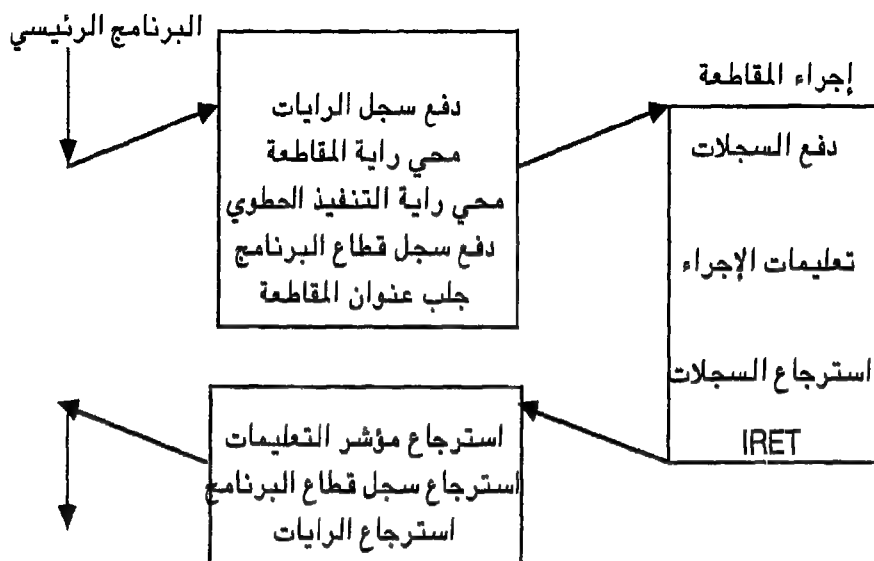 البرنامج الرئيسي
دفع سجل الرايات
محي راية المقاطعة
محي راية التنفيذ الحطوي
دفع سجل قطاع البرنامج
جلب عنوان المقاطعة
إجراء المقاطعة
دفع السجلات
تعليمات الإجراء
استرجاع السجلات
IRET
استرجاع مؤشر التعليمات
استرجاع سجل قطاع البرنامج
استرجاع الرايات